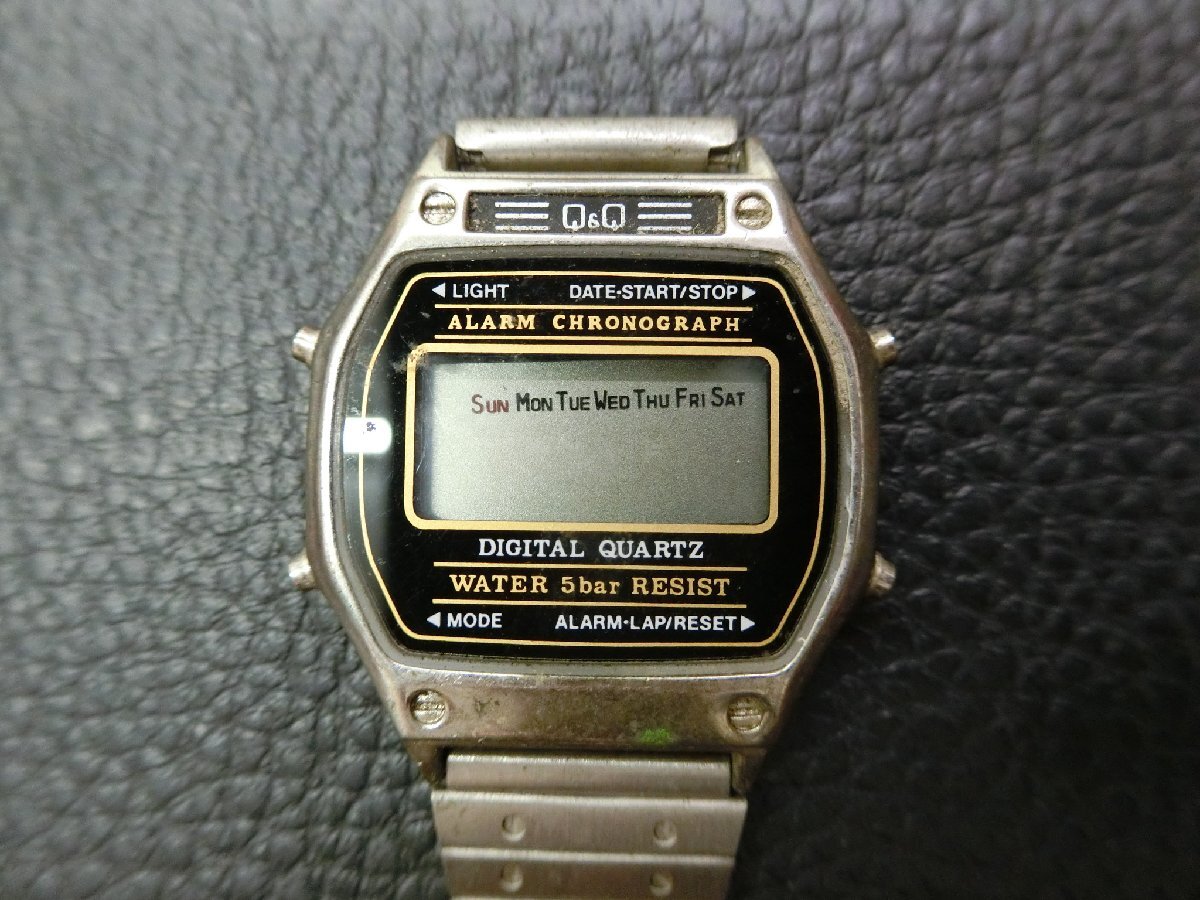 Q&Q
◀ LIGHT DATE•START/STOP ▶
ALARM CHRONOGRAPH
SUN MON TUE WED THU FRI SAT
DIGITAL QUARTZ
WATER 5bar RESIST
◀ MODE ALARM•LAP/RESET ▶